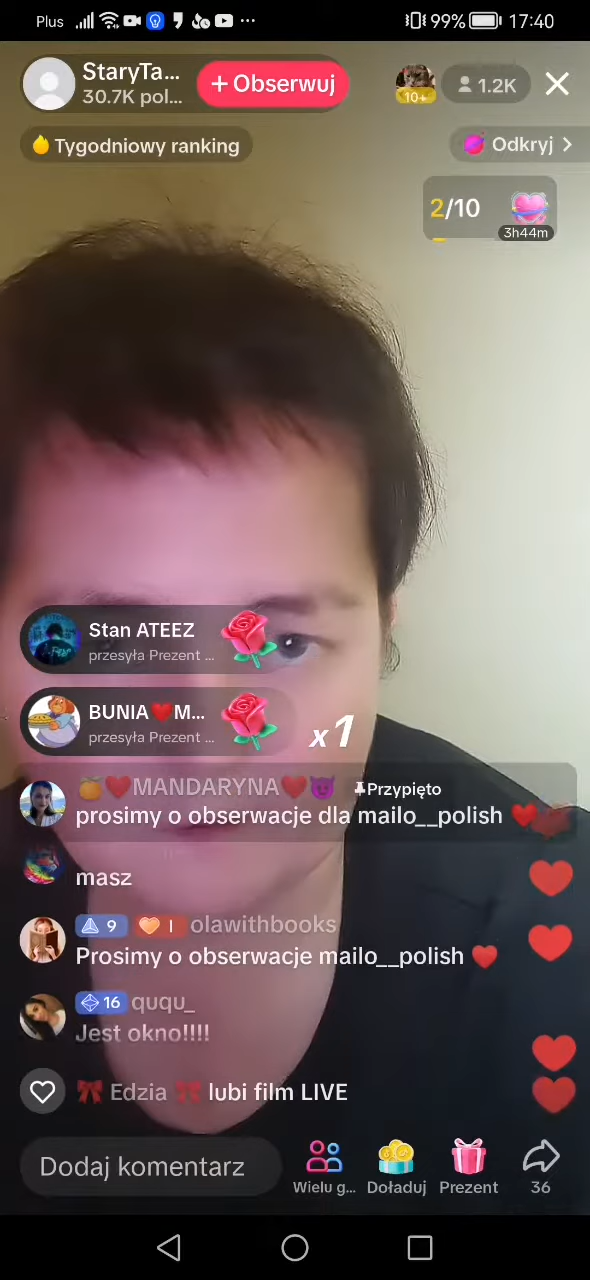 Plus 99% 17:40
StaryTa... + Obserwuj 10+ 1.2K
30.7K pol...
Tygodniowy ranking Odkryj >
2/10
3h44m
Stan ATEEZ
przesyła Prezent ...
BUNIA❤️M...
przesyła Prezent ... x1
🍊❤️MANDARYNA❤️😈 Przypięto
prosimy o obserwacje dla mailo__polish ❤️
masz
9 I olawithbooks
Prosimy o obserwacje mailo__polish ❤️
16 ququ_
Jest okno!!!!
🎀 Edzia 🎀 lubi film LIVE
Dodaj komentarz
Wielu g... Doładuj Prezent 36